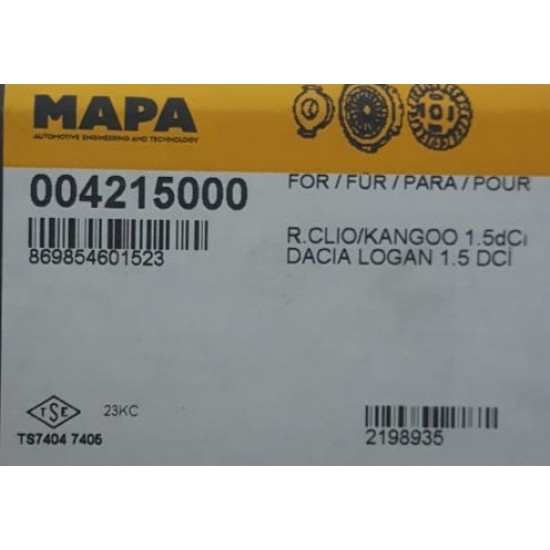 MAPA
AUTOMOTIVE ENGINEERING AND TECHNOLOGY
004215000
869854601523
FOR / FÜR / PARA / POUR
R.CLIO/KANGOO 1.5dCi
DACIA LOGAN 1.5 DCİ
TSE
23KC
TS7404 7405
2198935